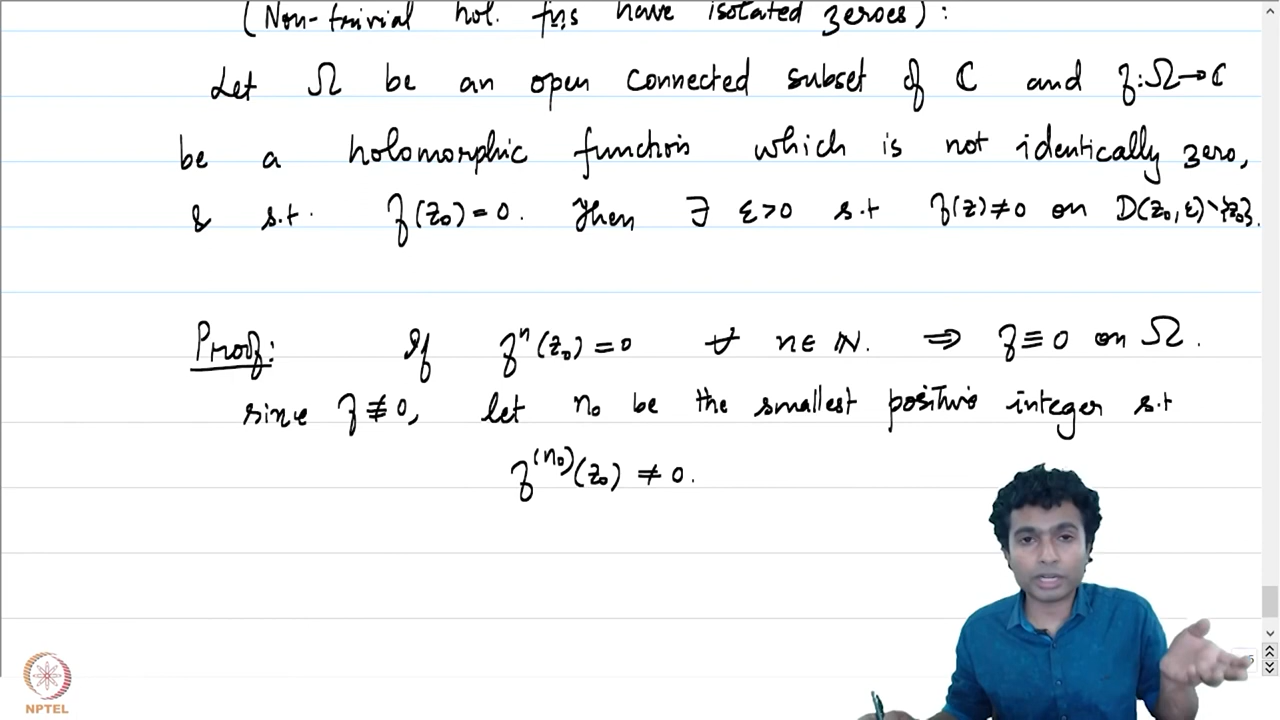 (Non-trivial hol. fns have isolated zeroes) :
Let Ω be an open connected subset of ℂ and f:Ω→ℂ
be a holomorphic function which is not identically zero,
& s.t. f(z₀) = 0. Then ∃ ε>0 s.t f(z) ≠ 0 on D(z₀, ε)∖{z₀}.
Proof: If fⁿ(z₀) = 0 ∀ n ∈ ℕ. ⇒ f ≡ 0 on Ω.
since f ≢ 0, let n₀ be the smallest positive integer s.t
f⁽ⁿ₀⁾(z₀) ≠ 0.
NPTEL